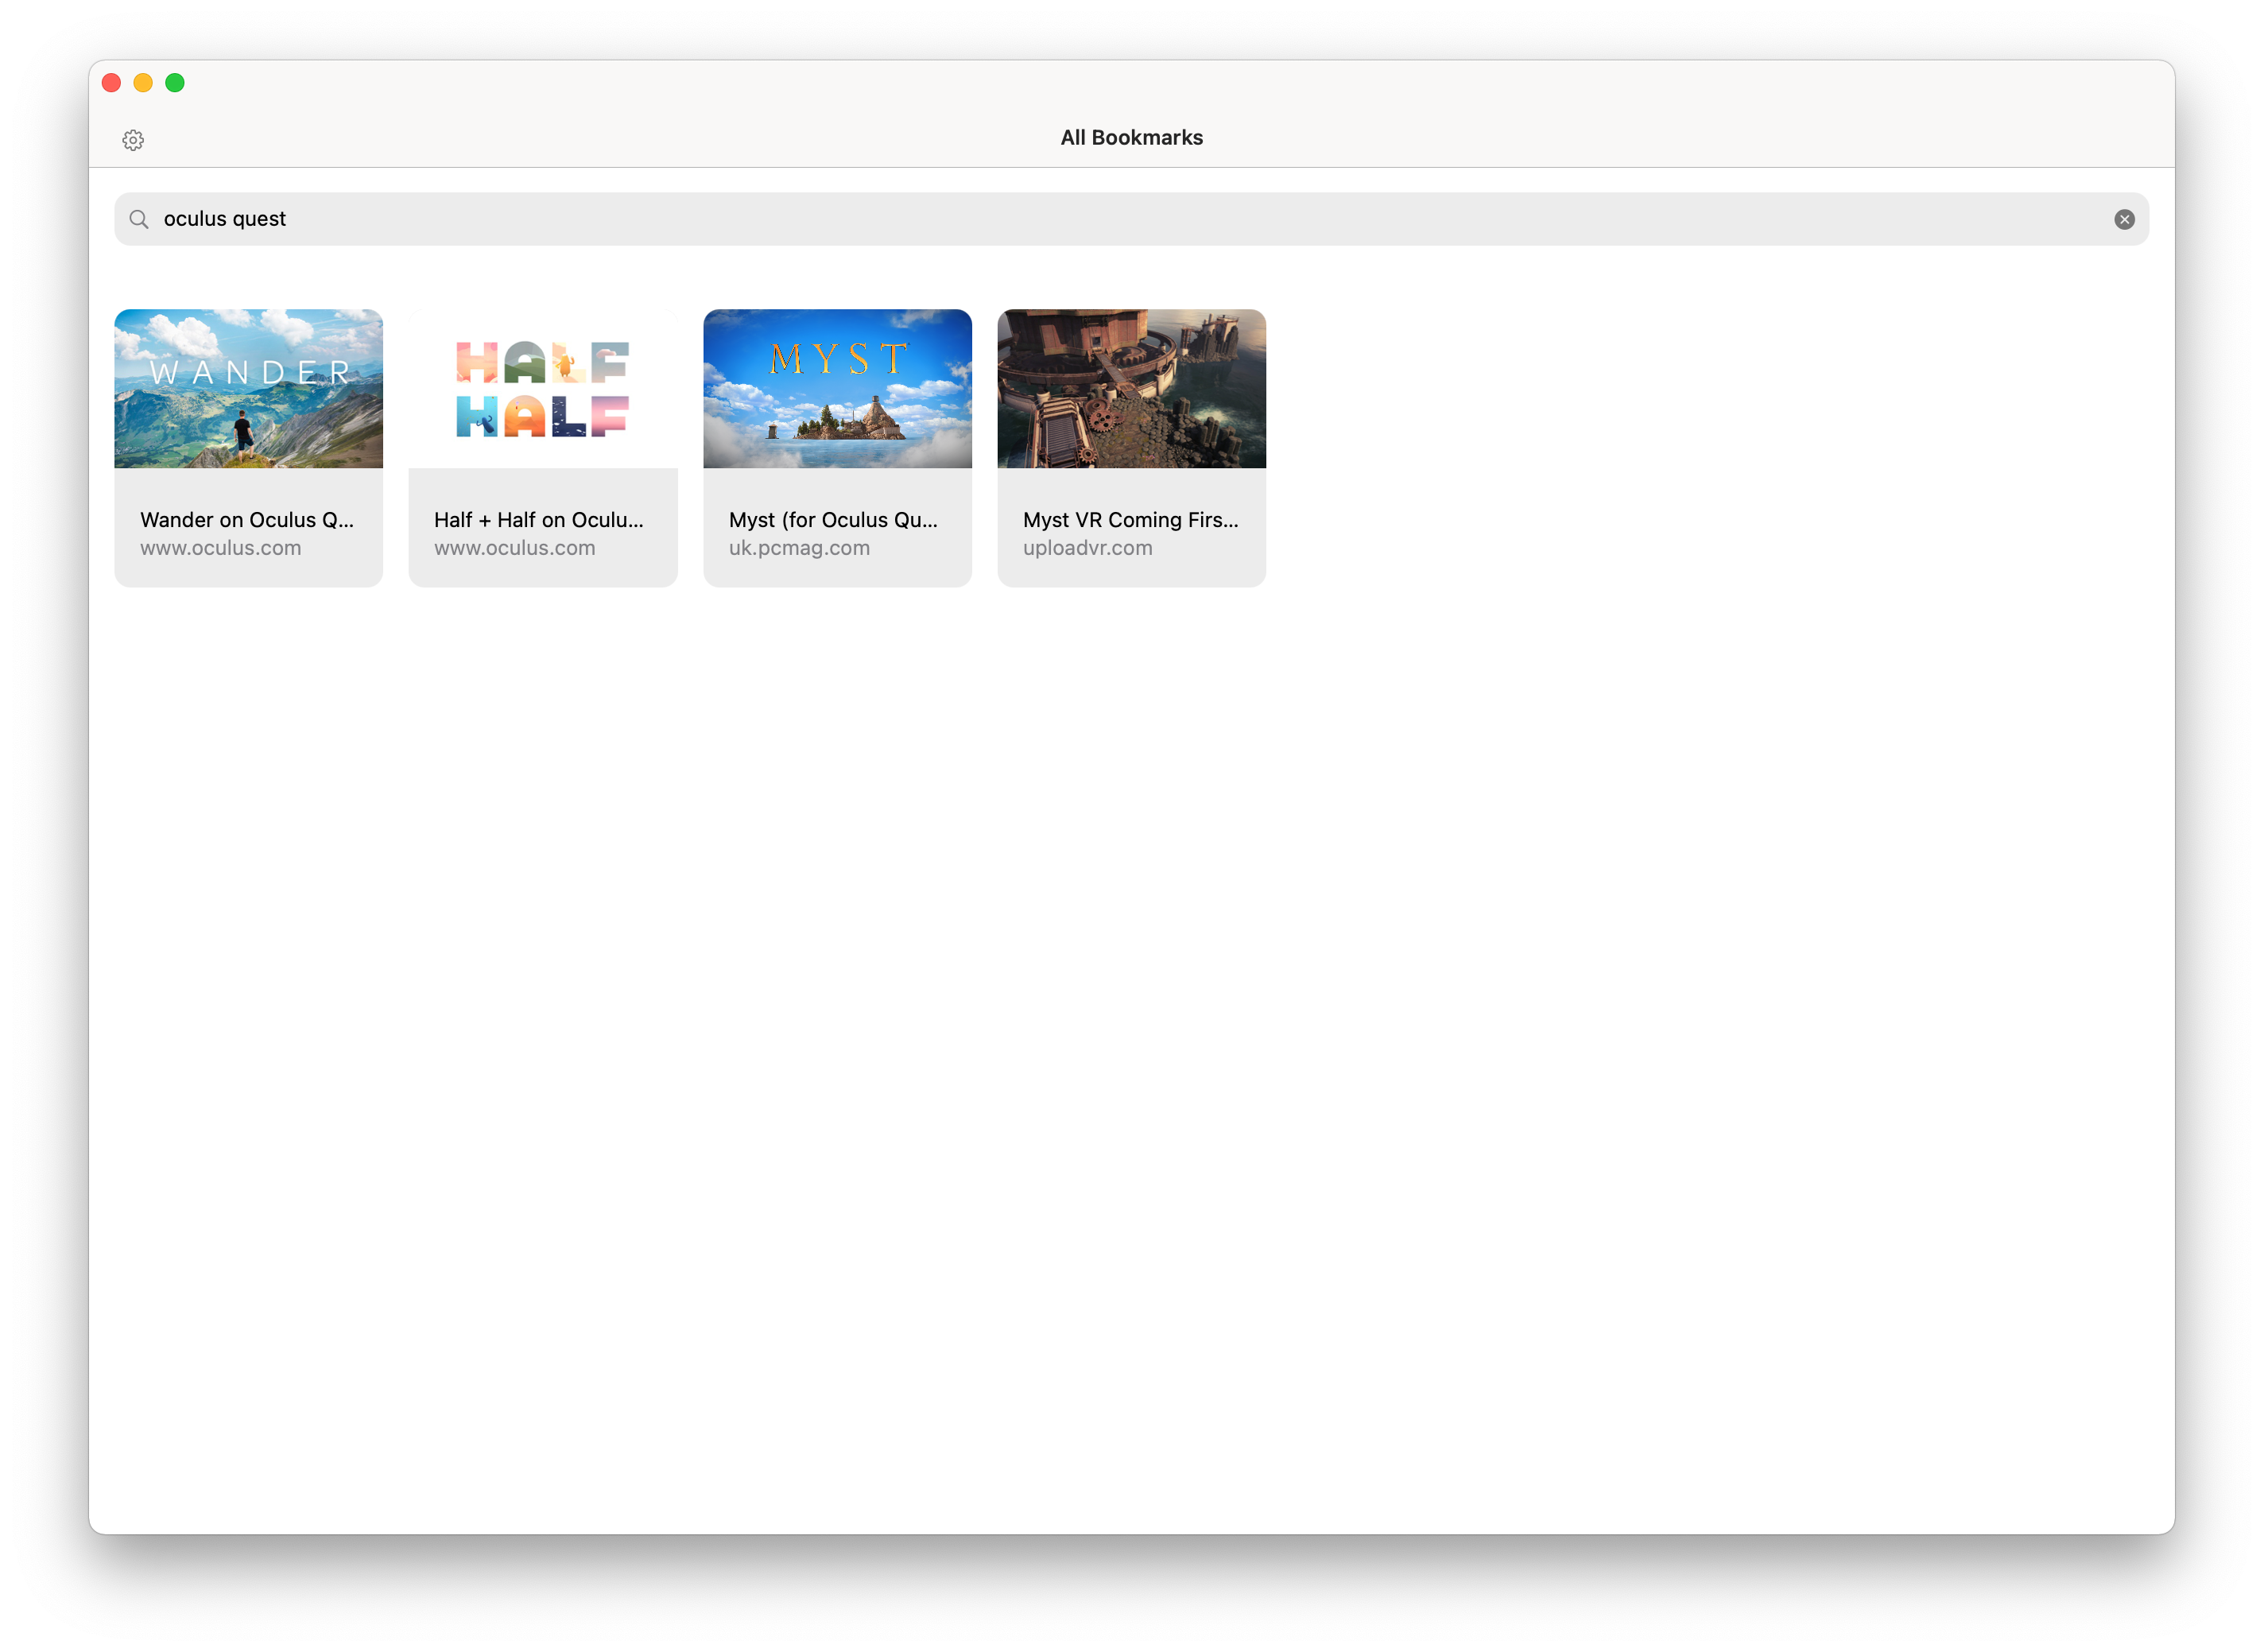 All Bookmarks
oculus quest
WANDER
HALF
HALF
MYST
Wander on Oculus Q...
www.oculus.com
Half + Half on Oculu...
www.oculus.com
Myst (for Oculus Qu...
uk.pcmag.com
Myst VR Coming Firs...
uploadvr.com